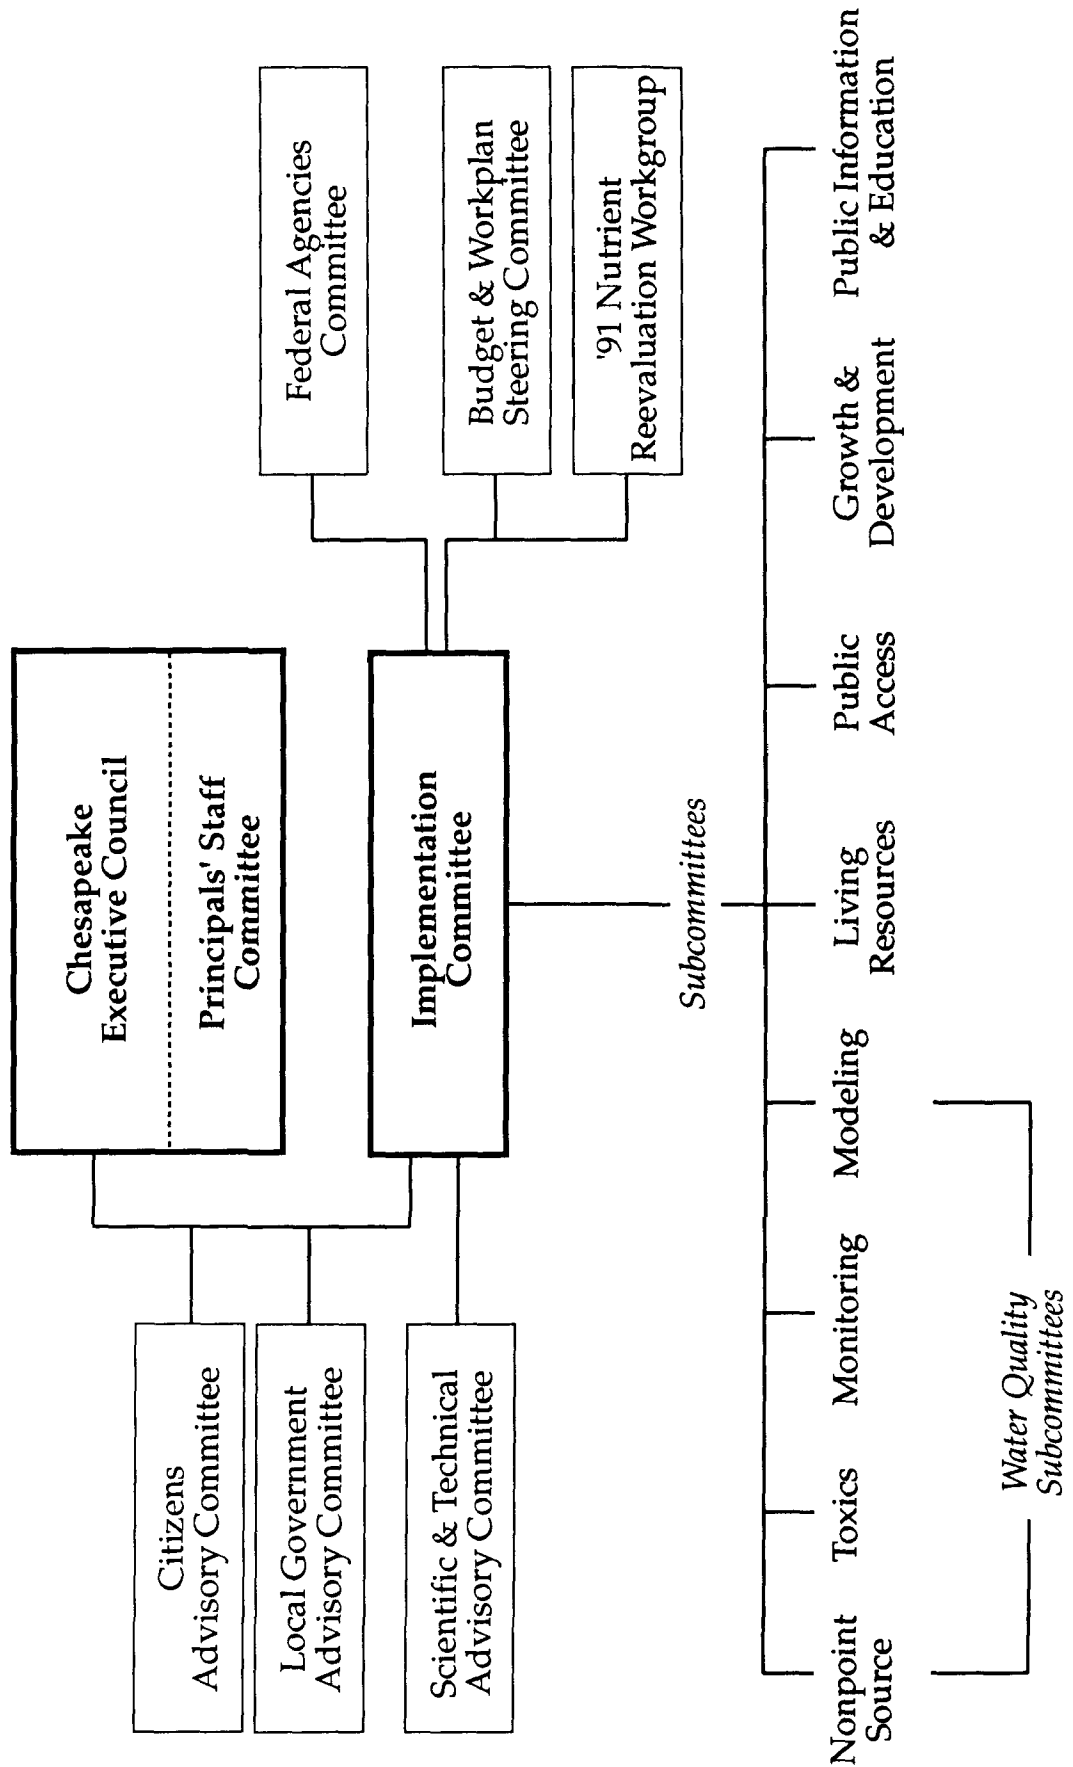 Chesapeake
Executive Council
Principals' Staff
Committee
Citizens
Advisory Committee
Local Government
Advisory Committee
Scientific & Technical
Advisory Committee
Implementation
Committee
Federal Agencies
Committee
Budget & Workplan
Steering Committee
'91 Nutrient
Reevaluation Workgroup
Subcommittees
Nonpoint
Source
Toxics
Monitoring
Modeling
Living
Resources
Public
Access
Growth &
Development
Public Information
& Education
Water Quality
Subcommittees